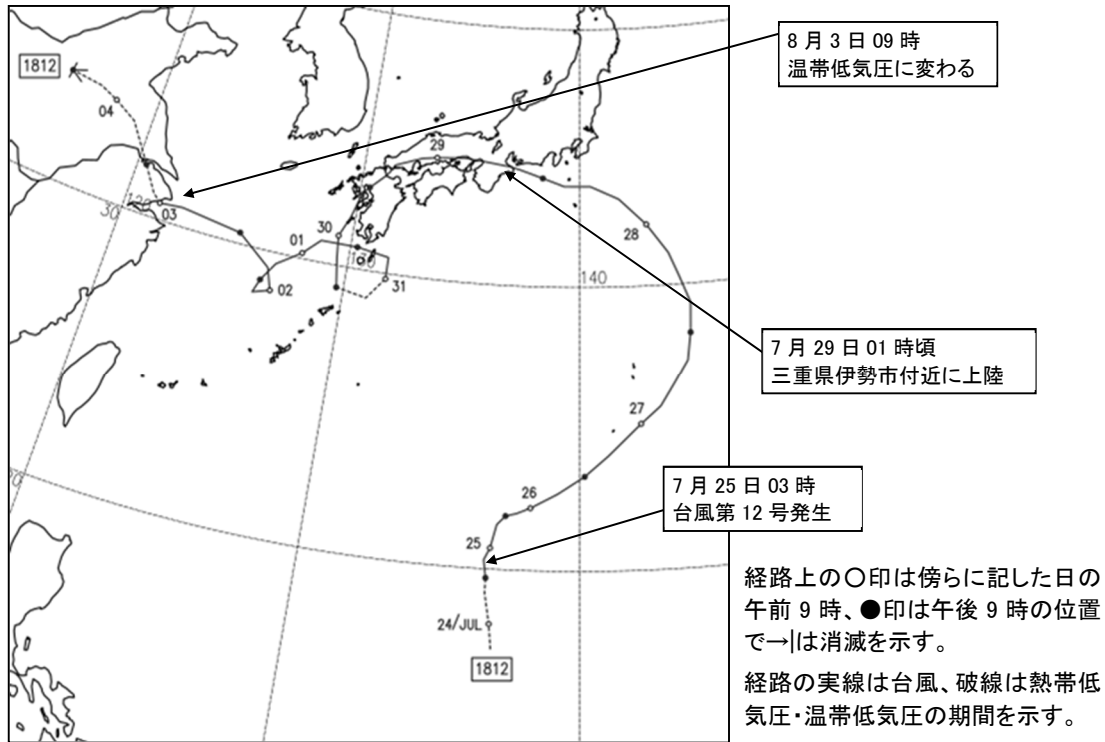 8月3日09時
温帯低気圧に変わる
1812
04
29
03
30
30
01
28
02
31
140
7月29日01時頃
三重県伊勢市付近に上陸
27
7月25日03時
台風第12号発生
26
25
24/JUL
1812
経路上の○印は傍らに記した日の
午前9時、●印は午後9時の位置
で→|は消滅を示す。
経路の実線は台風、破線は熱帯低
気圧・温帯低気圧の期間を示す。